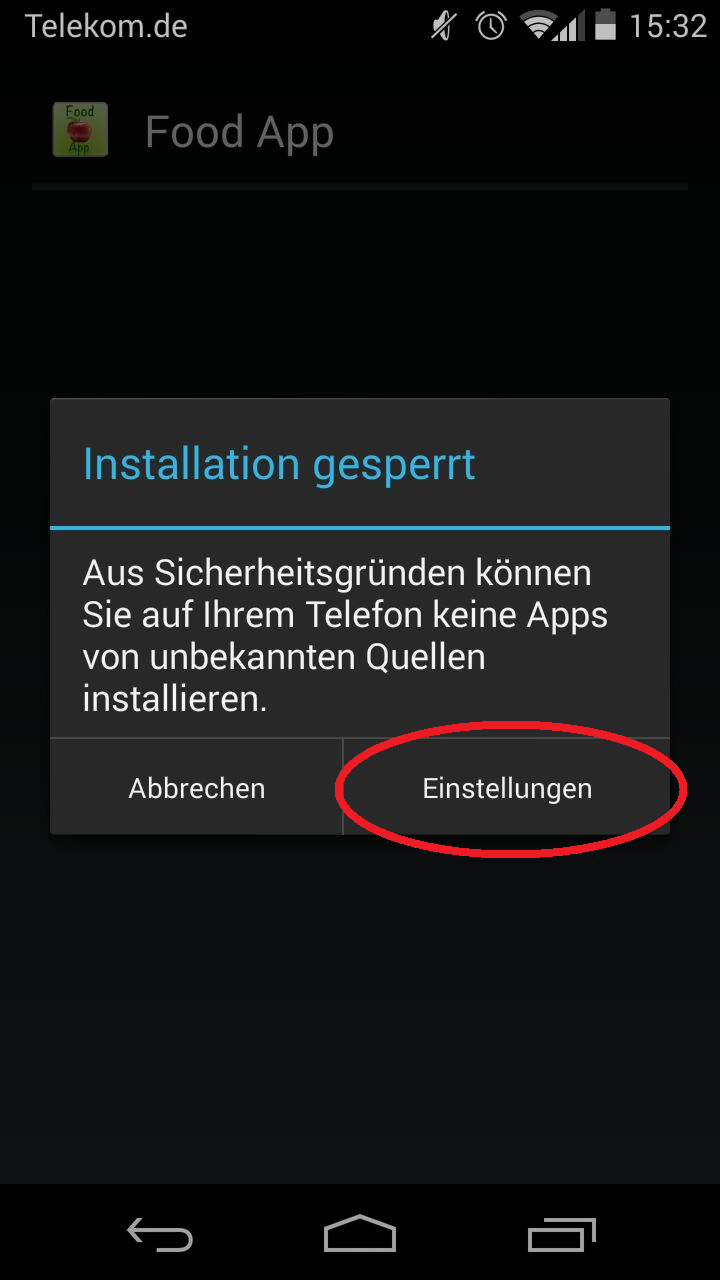 Telekom.de 15:32
Food
App
Food App
Installation gesperrt
Aus Sicherheitsgründen können
Sie auf Ihrem Telefon keine Apps
von unbekannten Quellen
installieren.
Abbrechen Einstellungen